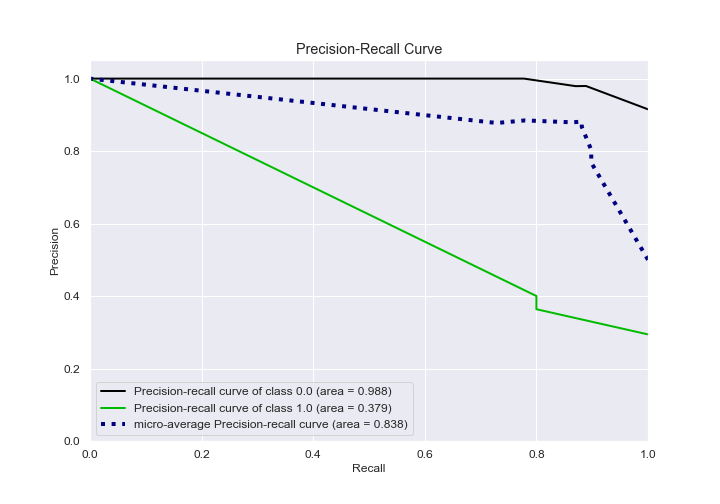 Precision-Recall Curve
1.0
0.8
0.6
0.4
0.2
0.0
Precision
Precision-recall curve of class 0.0 (area = 0.988)
Precision-recall curve of class 1.0 (area = 0.379)
micro-average Precision-recall curve (area = 0.838)
0.0 0.2 0.4 0.6 0.8 1.0
Recall